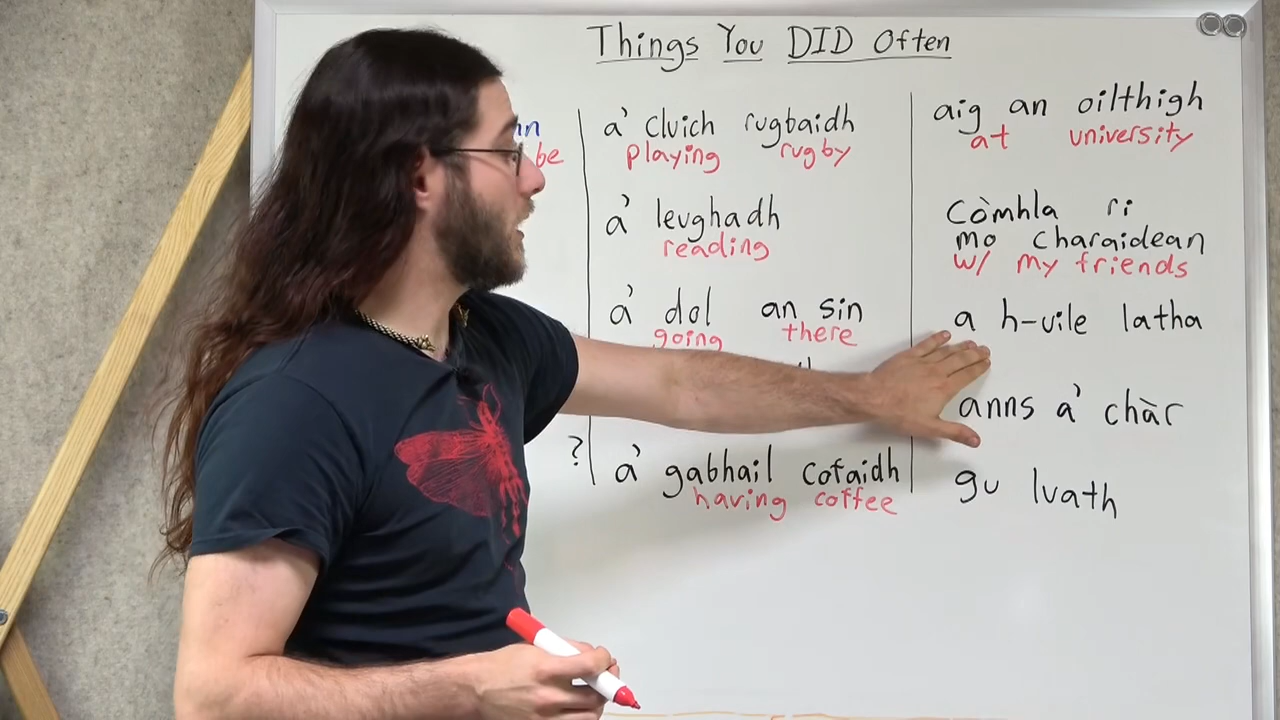 Things You DID Often
be
?
a' cluich rugbaidh
playing rugby
a' leughadh
reading
a' dol an sin
going there
a' gabhail cofaidh
having coffee
aig an oilthigh
at university
Còmhla ri
mo charaidean
w/ my friends
a h-uile latha
anns a' chàr
gu luath